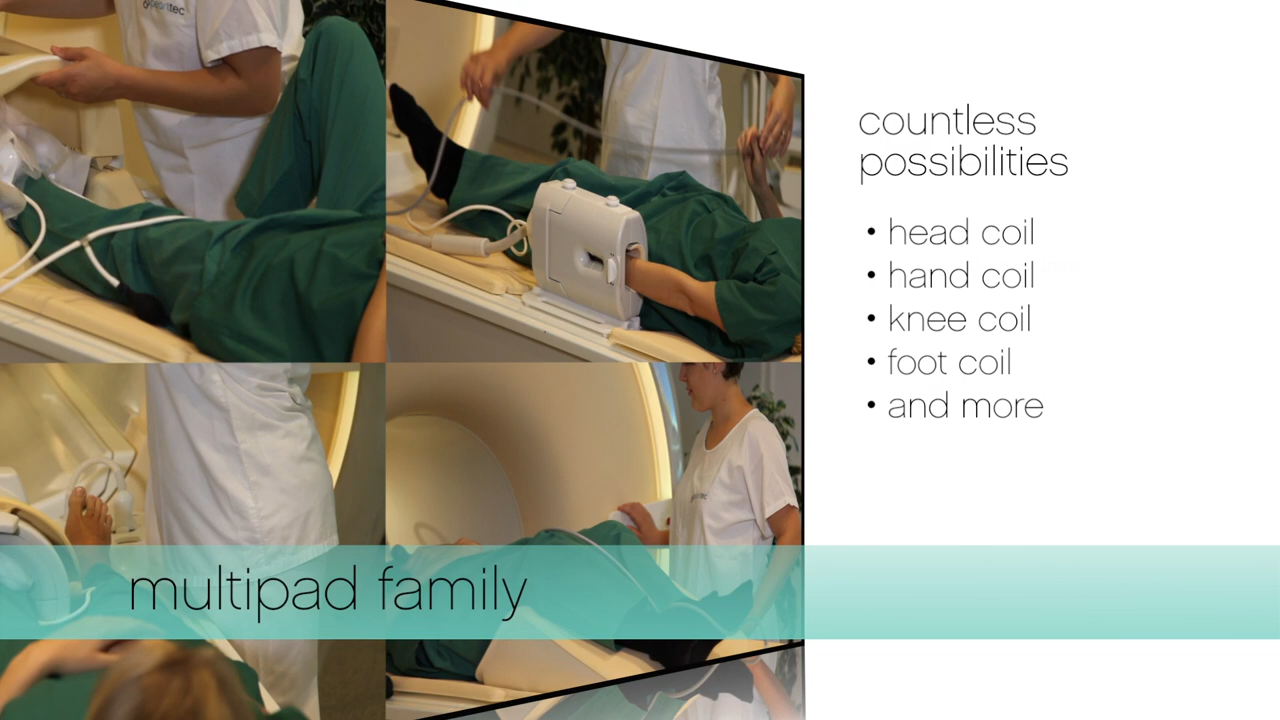 countless
possibilities
• head coil
• hand coil
• knee coil
• foot coil
• and more
multipad family